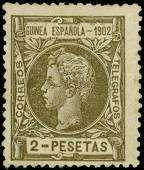 GUINEA ESPAÑOLA-1902
CORREOS
TELEGRAFOS
2-PESETAS